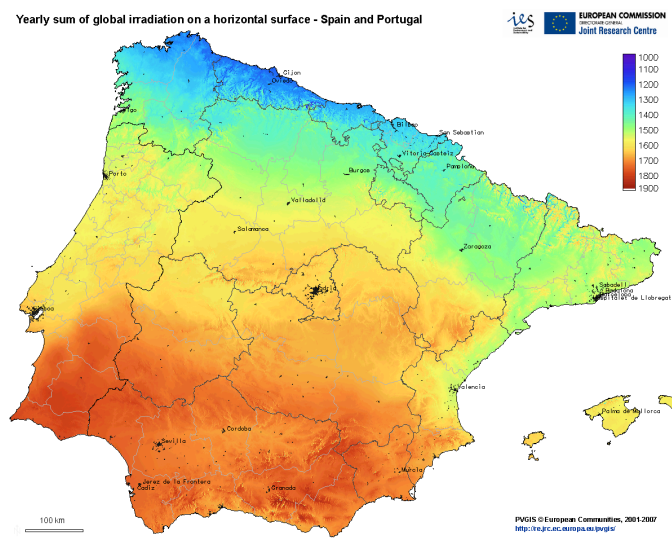 Yearly sum of global irradiation on a horizontal surface - Spain and Portugal
ies
EUROPEAN COMMISSION
DIRECTORATE-GENERAL
Joint Research Centre
1000
1100
1200
1300
1400
1500
1600
1700
1800
1900
Gijon
Oviedo
Bilbao
San Sebastian
Vitoria-Gasteiz
Pamplona
Vigo
Burgos
Porto
Valladolid
Salamanca
Zaragoza
Sabadell
Badalona
Hospitalet de Llobregat
Madrid
Lisboa
Valencia
Palma de Mallorca
Cordoba
Sevilla
Murcia
Jerez de la Frontera
Cadiz
Granada
100 km
PVGIS © European Communities, 2001-2007
http://re.jrc.ec.europa.eu/pvgis/